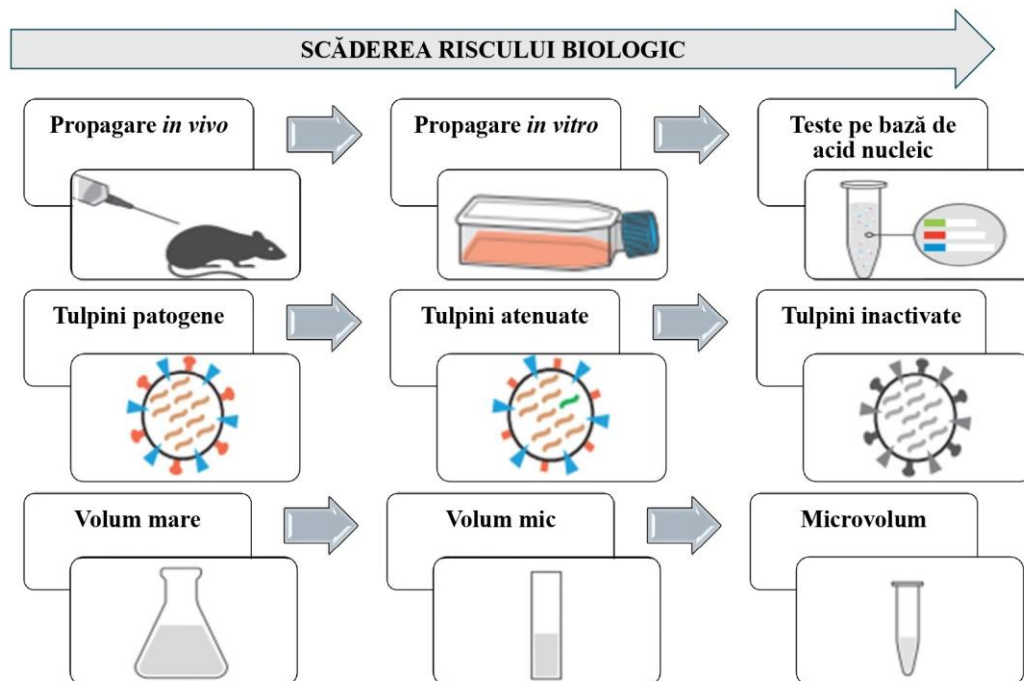 SCĂDEREA RISCULUI BIOLOGIC
Propagare in vivo
Propagare in vitro
Teste pe bază de
acid nucleic
Tulpini patogene
Tulpini atenuate
Tulpini inactivate
Volum mare
Volum mic
Microvolum